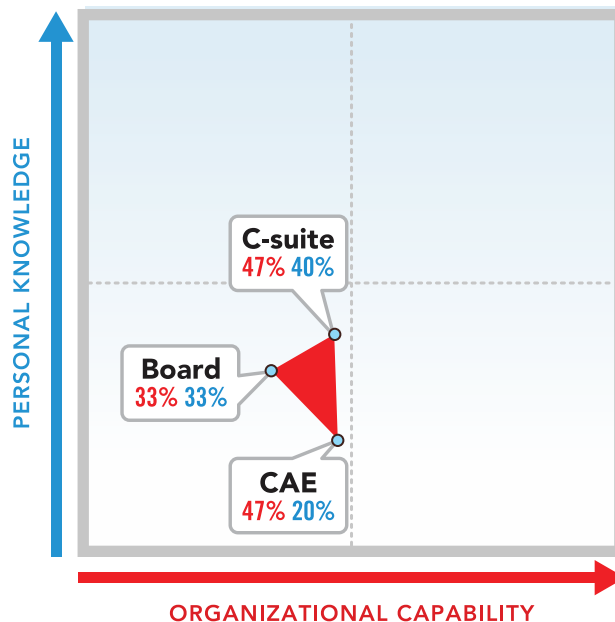 PERSONAL KNOWLEDGE
C-suite
47% 40%
Board
33% 33%
CAE
47% 20%
ORGANIZATIONAL CAPABILITY